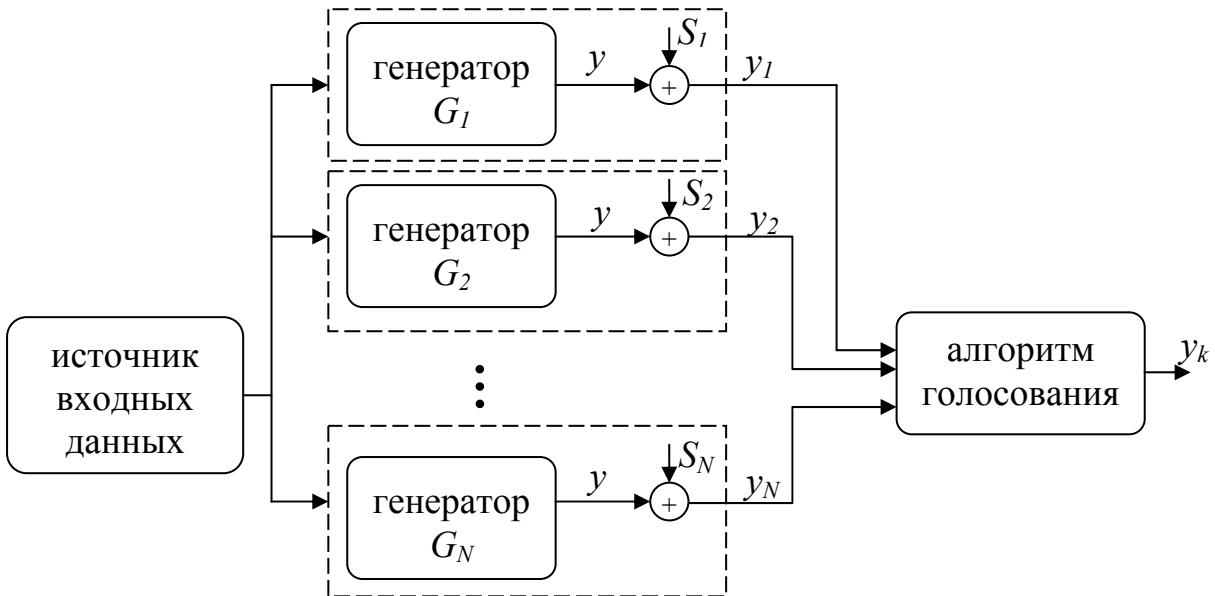 генератор
G1
y
+
S1
y1
генератор
G2
y
+
S2
y2
источник
входных
данных
алгоритм
голосования
yk
генератор
GN
y
+
SN
yN